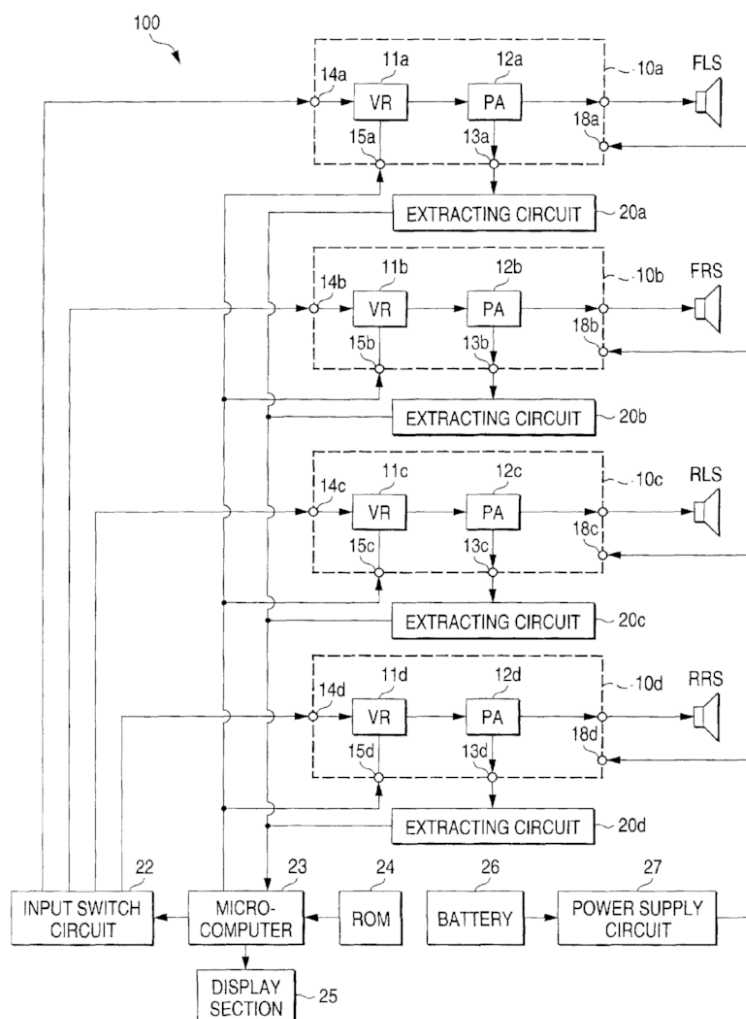 100
11a
12a
10a
FLS
14a
VR
PA
18a
15a
13a
EXTRACTING CIRCUIT
20a
11b
12b
10b
FRS
14b
VR
PA
18b
15b
13b
EXTRACTING CIRCUIT
20b
11c
12c
10c
RLS
14c
VR
PA
18c
15c
13c
EXTRACTING CIRCUIT
20c
11d
12d
10d
RRS
14d
VR
PA
18d
15d
13d
EXTRACTING CIRCUIT
20d
22
23
24
26
27
INPUT SWITCH
CIRCUIT
MICRO-
COMPUTER
ROM
BATTERY
POWER SUPPLY
CIRCUIT
DISPLAY
SECTION
25